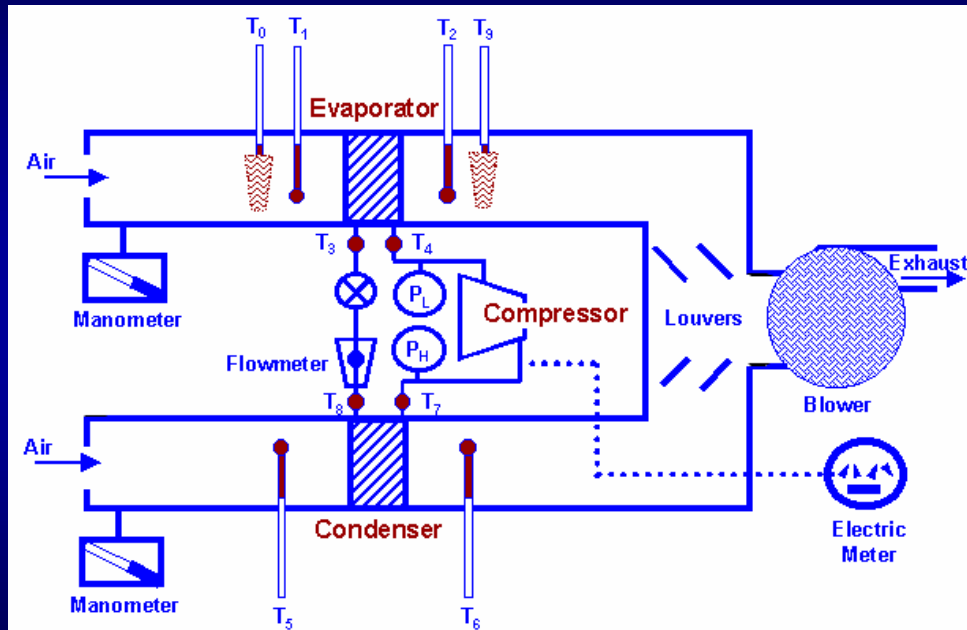 T0 T1 T2 T9
Evaporator
Air
T3 T4
Manometer
PL
Compressor
Louvers
Exhaust
Flowmeter
PH
Blower
T8 T7
Air
Condenser
Electric
Meter
Manometer
T5 T6